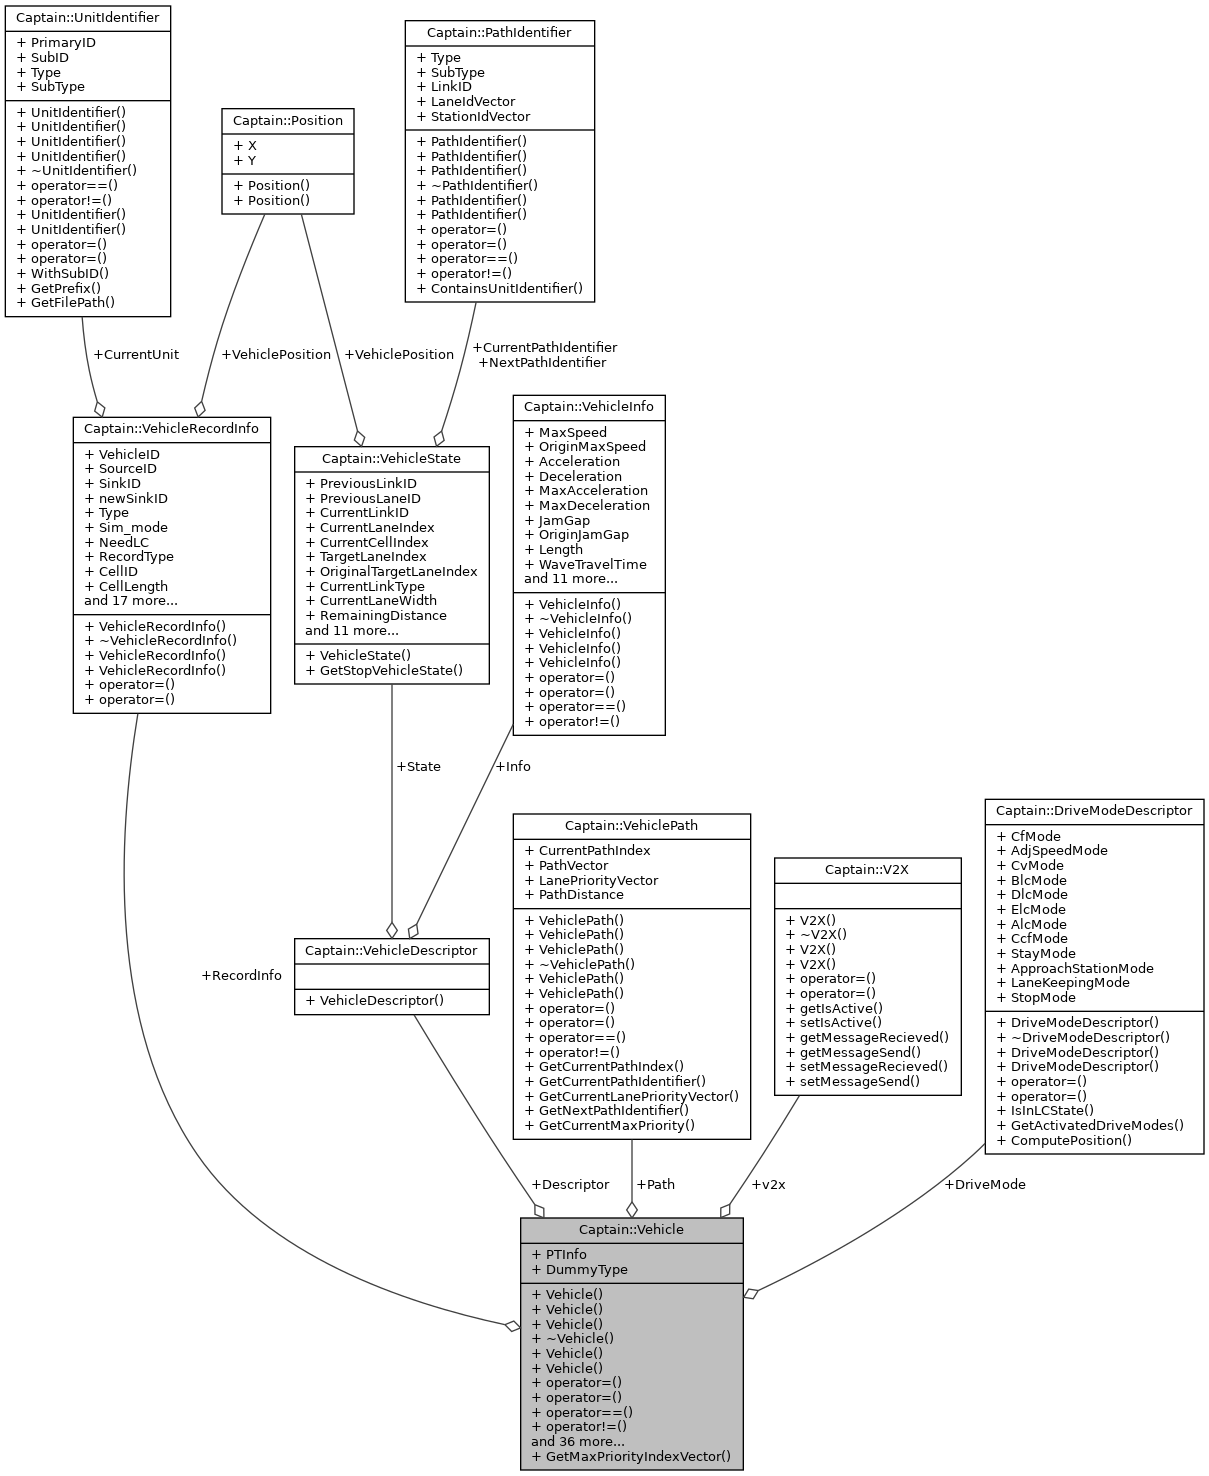 Captain::UnitIdentifier
+ PrimaryID
+ SubID
+ Type
+ SubType
+ UnitIdentifier()
+ UnitIdentifier()
+ UnitIdentifier()
+ UnitIdentifier()
+ ~UnitIdentifier()
+ operator==()
+ operator!=()
+ UnitIdentifier()
+ UnitIdentifier()
+ operator=()
+ operator=()
+ WithSubID()
+ GetPrefix()
+ GetFilePath()
Captain::Position
+ X
+ Y
+ Position()
+ Position()
Captain::PathIdentifier
+ Type
+ SubType
+ LinkID
+ LaneIdVector
+ StationIdVector
+ PathIdentifier()
+ PathIdentifier()
+ PathIdentifier()
+ ~PathIdentifier()
+ PathIdentifier()
+ PathIdentifier()
+ operator=()
+ operator=()
+ operator==()
+ operator!=()
+ ContainsUnitIdentifier()
+CurrentUnit
+VehiclePosition
+VehiclePosition
+CurrentPathIdentifier
+NextPathIdentifier
Captain::VehicleRecordInfo
+ VehicleID
+ SourceID
+ SinkID
+ newSinkID
+ Type
+ Sim_mode
+ NeedLC
+ RecordType
+ CellID
+ CellLength
and 17 more...
+ VehicleRecordInfo()
+ ~VehicleRecordInfo()
+ VehicleRecordInfo()
+ VehicleRecordInfo()
+ operator=()
+ operator=()
Captain::VehicleState
+ PreviousLinkID
+ PreviousLaneID
+ CurrentLinkID
+ CurrentLaneIndex
+ CurrentCellIndex
+ TargetLaneIndex
+ OriginalTargetLaneIndex
+ CurrentLinkType
+ CurrentLaneWidth
+ RemainingDistance
and 11 more...
+ VehicleState()
+ GetStopVehicleState()
Captain::VehicleInfo
+ MaxSpeed
+ OriginMaxSpeed
+ Acceleration
+ Deceleration
+ MaxAcceleration
+ MaxDeceleration
+ JamGap
+ OriginJamGap
+ Length
+ WaveTravelTime
and 11 more...
+ VehicleInfo()
+ ~VehicleInfo()
+ VehicleInfo()
+ VehicleInfo()
+ VehicleInfo()
+ operator=()
+ operator=()
+ operator==()
+ operator!=()
+State
+Info
Captain::VehicleDescriptor
+ VehicleDescriptor()
Captain::VehiclePath
+ CurrentPathIndex
+ PathVector
+ LanePriorityVector
+ PathDistance
+ VehiclePath()
+ VehiclePath()
+ VehiclePath()
+ ~VehiclePath()
+ VehiclePath()
+ VehiclePath()
+ operator=()
+ operator=()
+ operator==()
+ operator!=()
+ GetCurrentPathIndex()
+ GetCurrentPathIdentifier()
+ GetCurrentLanePriorityVector()
+ GetNextPathIdentifier()
+ GetCurrentMaxPriority()
Captain::V2X
+ V2X()
+ ~V2X()
+ V2X()
+ V2X()
+ operator=()
+ operator=()
+ getIsActive()
+ setIsActive()
+ getMessageRecieved()
+ getMessageSend()
+ setMessageRecieved()
+ setMessageSend()
Captain::DriveModeDescriptor
+ CfMode
+ AdjSpeedMode
+ CvMode
+ BlcMode
+ DlcMode
+ ElcMode
+ AlcMode
+ CcfMode
+ StayMode
+ ApproachStationMode
+ LaneKeepingMode
+ StopMode
+ DriveModeDescriptor()
+ ~DriveModeDescriptor()
+ DriveModeDescriptor()
+ DriveModeDescriptor()
+ operator=()
+ operator=()
+ IsInLCState()
+ GetActivatedDriveModes()
+ ComputePosition()
+RecordInfo
+Descriptor
+Path
+v2x
+DriveMode
Captain::Vehicle
+ PTInfo
+ DummyType
+ Vehicle()
+ Vehicle()
+ Vehicle()
+ ~Vehicle()
+ Vehicle()
+ Vehicle()
+ operator=()
+ operator=()
+ operator==()
+ operator!=()
and 36 more...
+ GetMaxPriorityIndexVector()